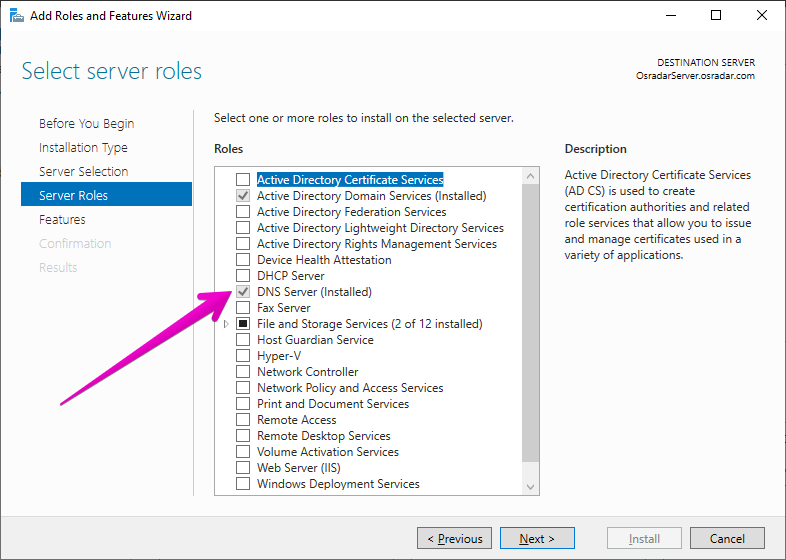 Add Roles and Features Wizard
Select server roles
DESTINATION SERVER
OsradarServer.osradar.com
Before You Begin
Installation Type
Server Selection
Server Roles
Features
Confirmation
Results
Select one or more roles to install on the selected server.
Roles
Active Directory Certificate Services
Active Directory Domain Services (Installed)
Active Directory Federation Services
Active Directory Lightweight Directory Services
Active Directory Rights Management Services
Device Health Attestation
DHCP Server
DNS Server (Installed)
Fax Server
File and Storage Services (2 of 12 installed)
Host Guardian Service
Hyper-V
Network Controller
Network Policy and Access Services
Print and Document Services
Remote Access
Remote Desktop Services
Volume Activation Services
Web Server (IIS)
Windows Deployment Services
Description
Active Directory Certificate Services
(AD CS) is used to create
certification authorities and related
role services that allow you to issue
and manage certificates used in a
variety of applications.
< Previous
Next >
Install
Cancel